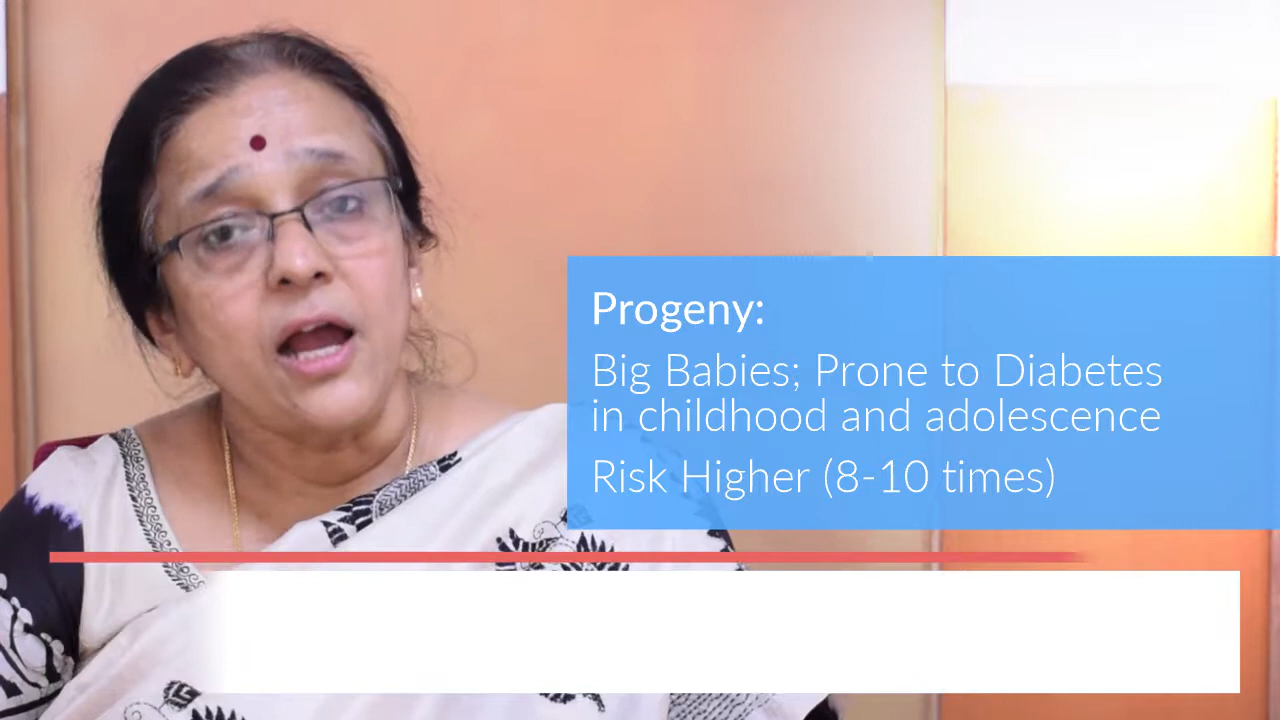 Progeny:
Big Babies; Prone to Diabetes
in childhood and adolescence
Risk Higher (8-10 times)